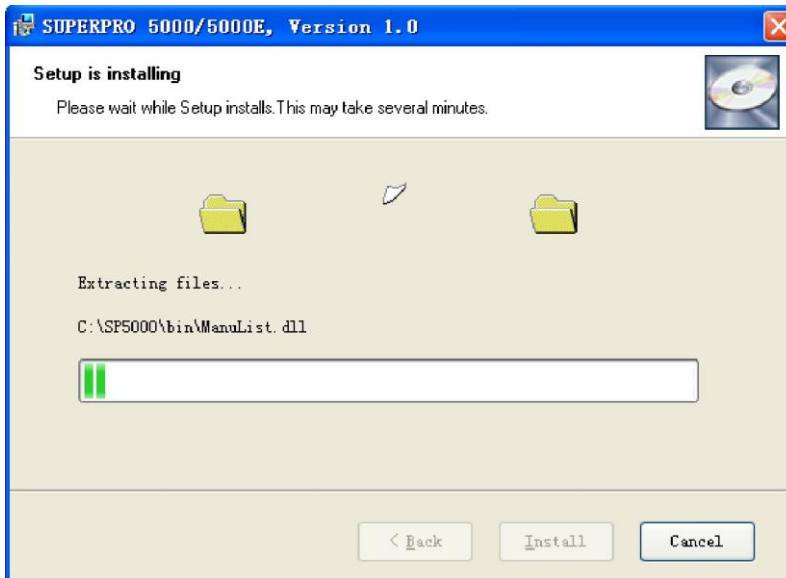 SUPERPRO 5000/5000E, Version 1.0
Setup is installing
Please wait while Setup installs.This may take several minutes.
Extracting files...
C:\SP5000\bin\ManuList.dll
< Back
Install
Cancel